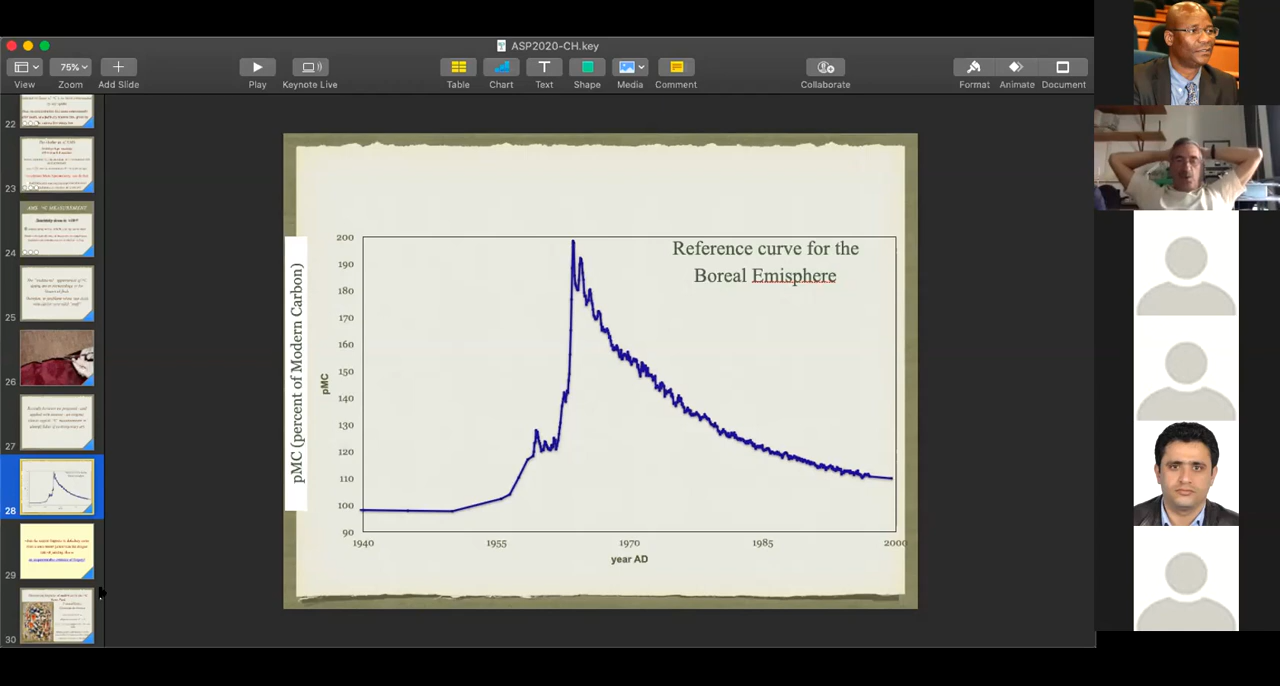 ASP2020-CH.key
View
75%
Zoom
Add Slide
Play
Keynote Live
Table
Chart
Text
Shape
Media
Comment
Collaborate
Format
Animate
Document
22
23
24
25
26
27
28
29
30
Reference curve for the
Boreal Emisphere
pMC (percent of Modern Carbon)
pMC
200
190
180
170
160
150
140
130
120
110
100
90
1940
1955
1970
1985
2000
year AD